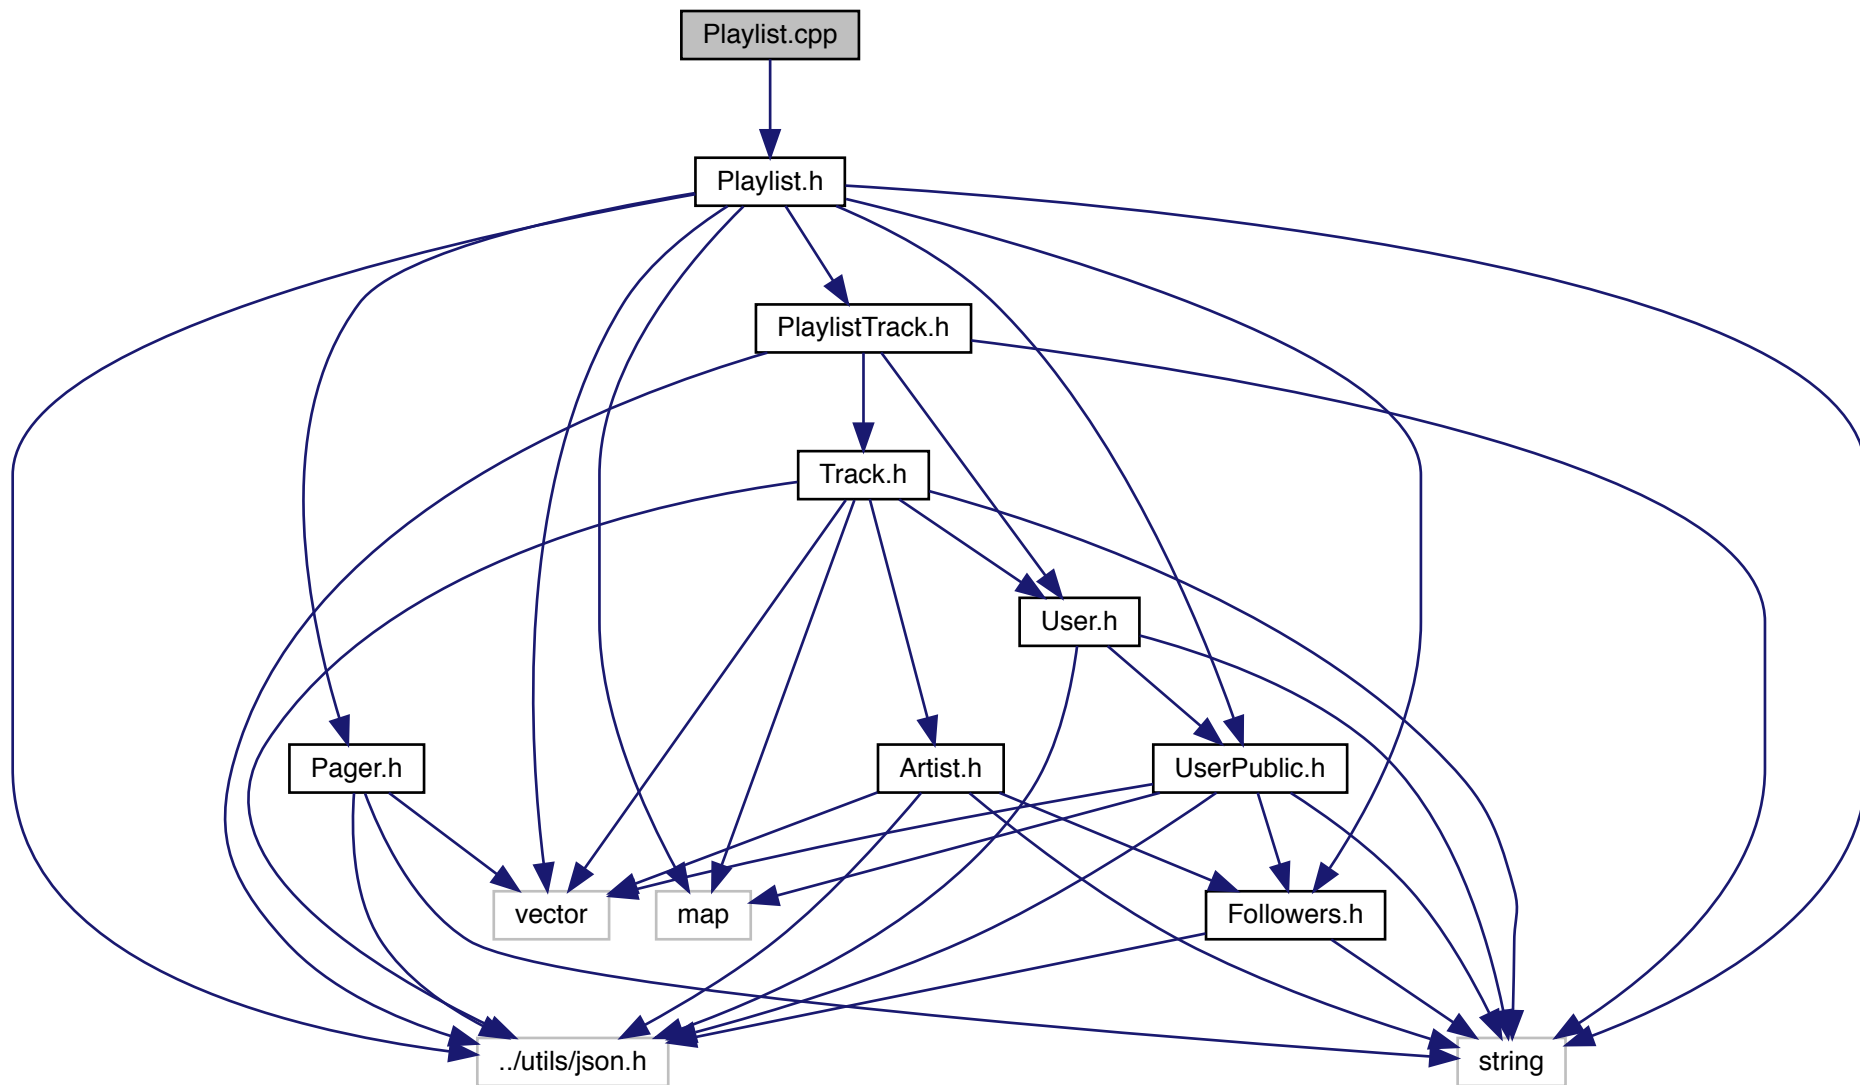 Playlist.cpp
Playlist.h
PlaylistTrack.h
Track.h
User.h
Pager.h
Artist.h
UserPublic.h
vector
map
Followers.h
../utils/json.h
string